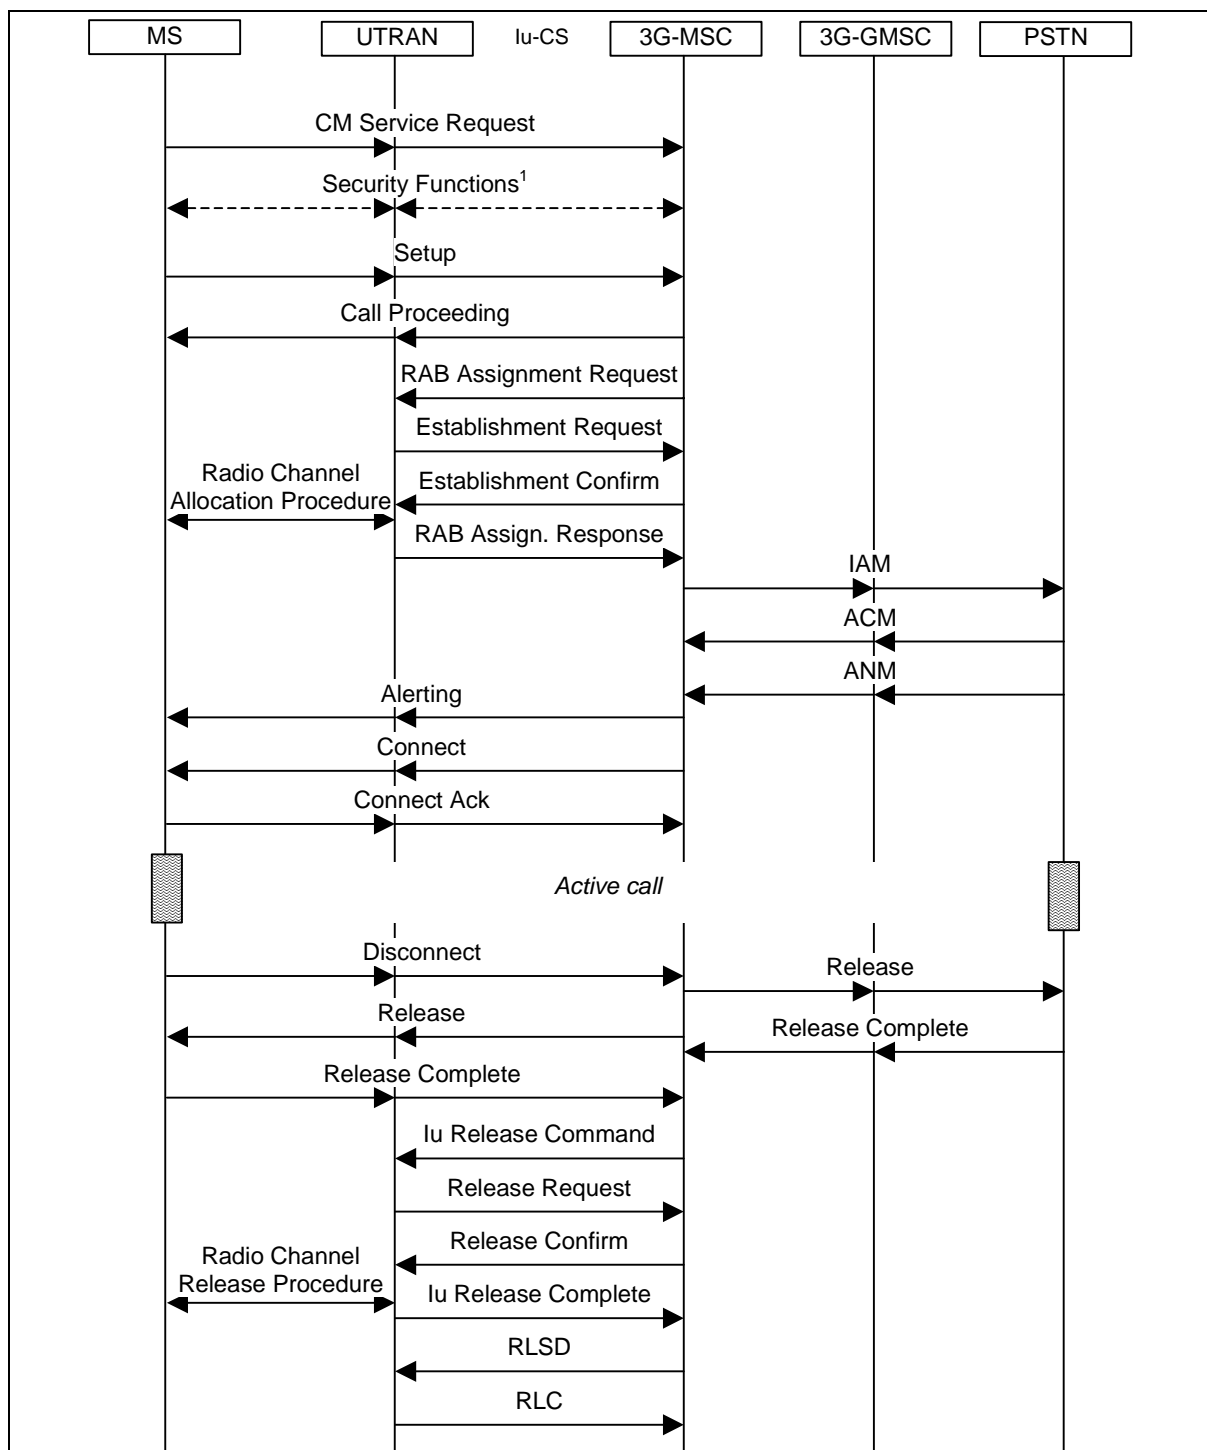 MS UTRAN Iu-CS 3G-MSC 3G-GMSC PSTN
CM Service Request
Security Functions1
Setup
Call Proceeding
RAB Assignment Request
Establishment Request
Radio Channel
Allocation Procedure
Establishment Confirm
RAB Assign. Response
IAM
ACM
ANM
Alerting
Connect
Connect Ack
Active call
Disconnect
Release
Release
Release Complete
Release Complete
Iu Release Command
Release Request
Release Confirm
Radio Channel
Release Procedure
Iu Release Complete
RLSD
RLC